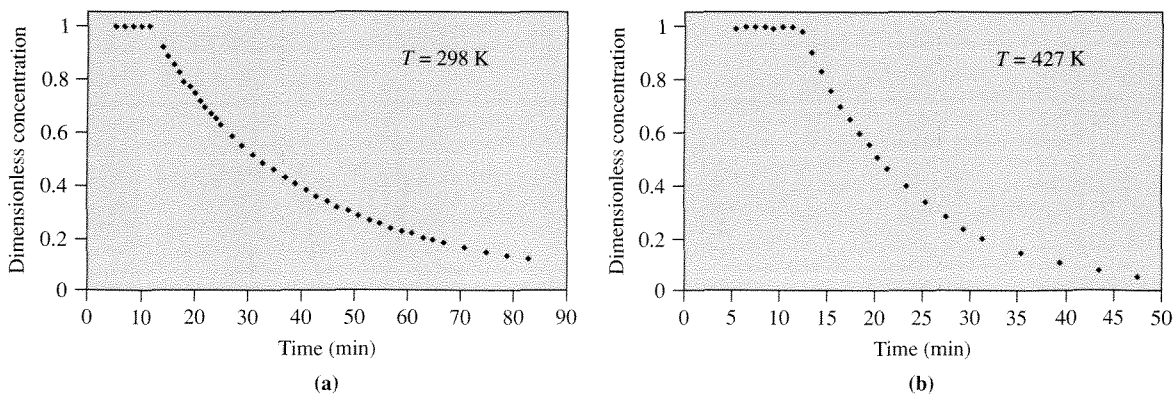 Dimensionless concentration
1
0.8
0.6
0.4
0.2
0
T = 298 K
0 10 20 30 40 50 60 70 80 90
Time (min)
(a)
Dimensionless concentration
1
0.8
0.6
0.4
0.2
0
T = 427 K
0 5 10 15 20 25 30 35 40 45 50
Time (min)
(b)